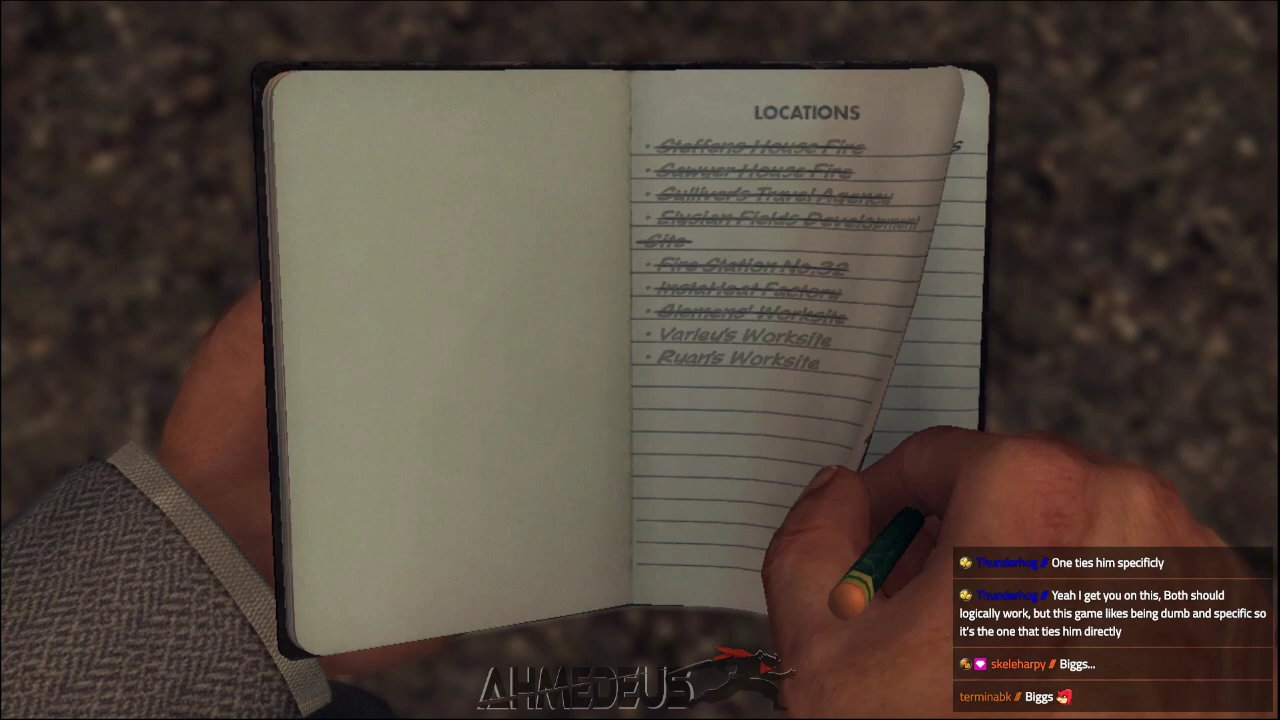 LOCATIONS
· Steffens House Fire
· Sawyer House Fire
· Gulliver's Travel Agency
· Elysian Fields Development
Site
· Fire Station No.32
· InstaHeat Factory
· Clemens' Worksite
· Varley's Worksite
· Ryan's Worksite
s
Thunderhog // One ties him specificly
Thunderhog // Yeah I get you on this, Both should
logically work, but this game likes being dumb and specific so
it's the one that ties him directly
skeleharpy // Biggs...
terminabk // Biggs
AHMEDEUS